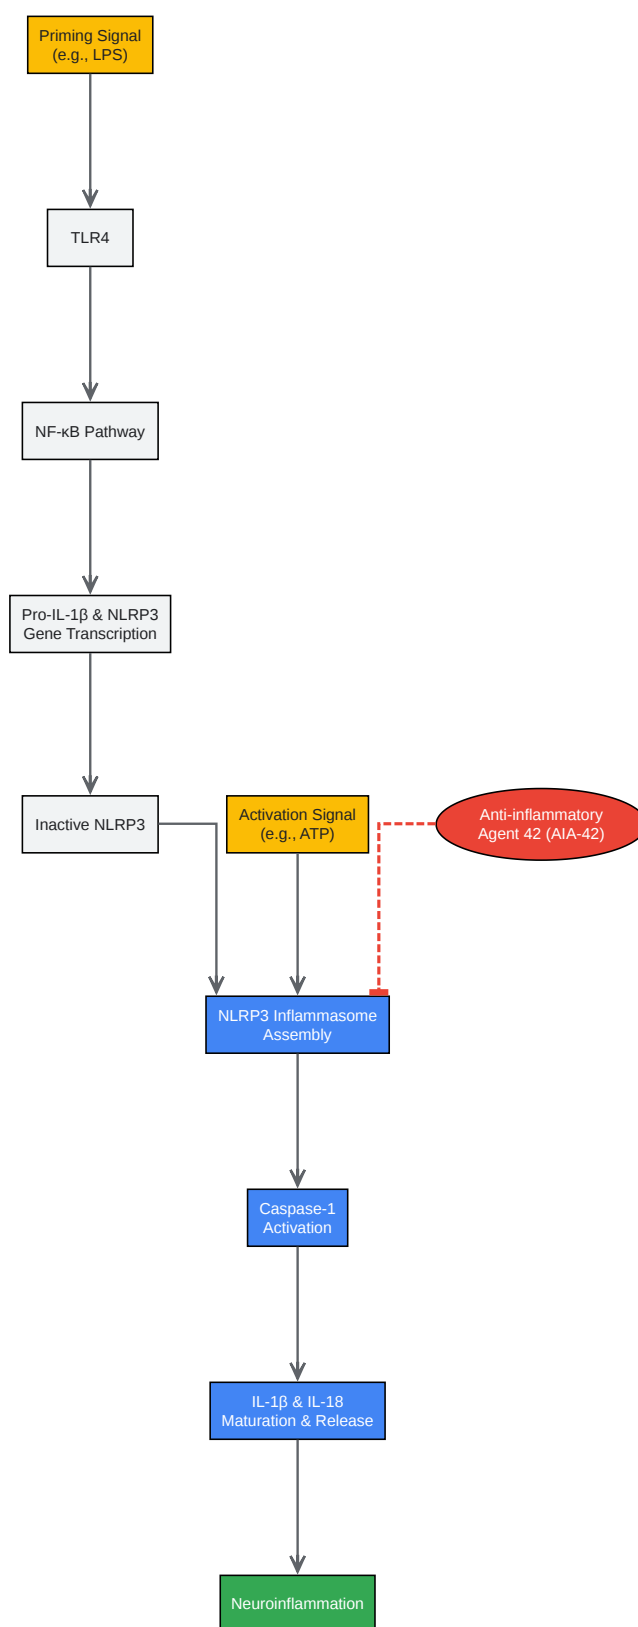 Priming Signal
(e.g., LPS)
TLR4
NF-κB Pathway
Pro-IL-1β & NLRP3
Gene Transcription
Inactive NLRP3
Activation Signal
(e.g., ATP)
Anti-inflammatory
Agent 42 (AIA-42)
NLRP3 Inflammasome
Assembly
Caspase-1
Activation
IL-1β & IL-18
Maturation & Release
Neuroinflammation